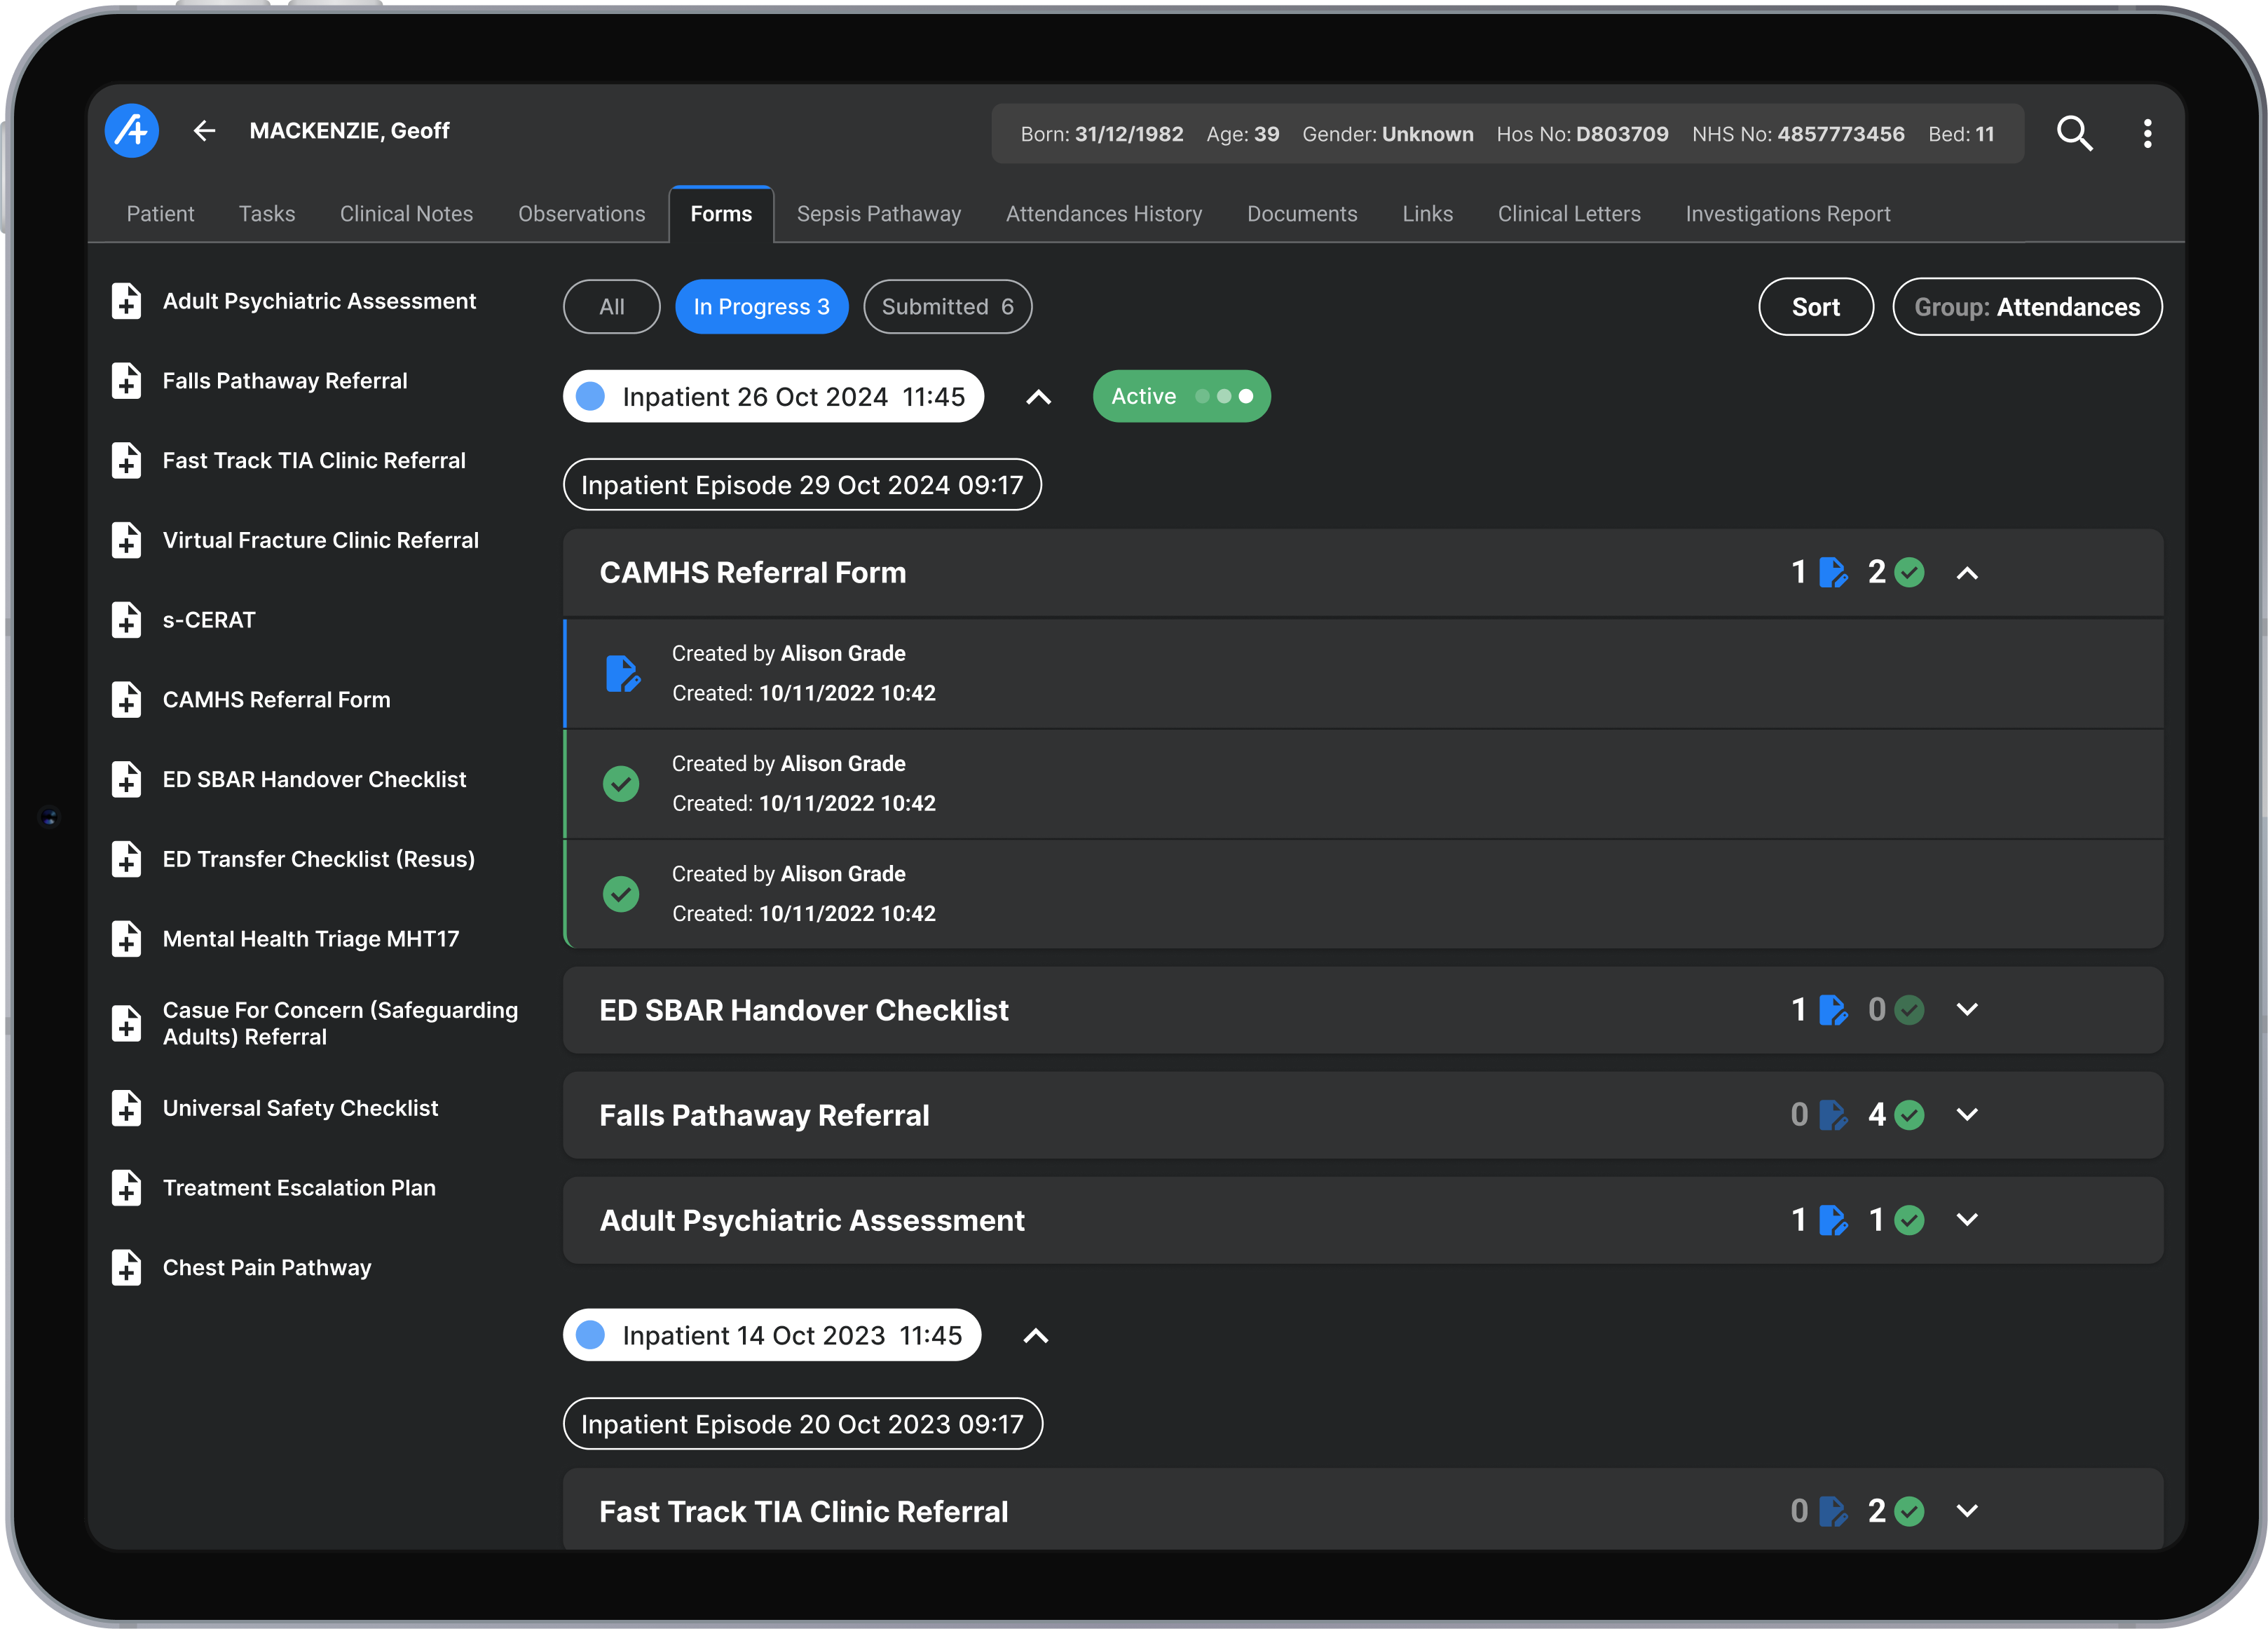 MACKENZIE, Geoff
Born: 31/12/1982 Age: 39 Gender: Unknown Hos No: D803709 NHS No: 4857773456 Bed: 11
Patient Tasks Clinical Notes Observations Forms Sepsis Pathaway Attendances History Documents Links Clinical Letters Investigations Report
Adult Psychiatric Assessment
Falls Pathaway Referral
Fast Track TIA Clinic Referral
Virtual Fracture Clinic Referral
s-CERAT
CAMHS Referral Form
ED SBAR Handover Checklist
ED Transfer Checklist (Resus)
Mental Health Triage MHT17
Casue For Concern (Safeguarding
Adults) Referral
Universal Safety Checklist
Treatment Escalation Plan
Chest Pain Pathway
All In Progress 3 Submitted 6
Sort Group: Attendances
Inpatient 26 Oct 2024 11:45 Active
Inpatient Episode 29 Oct 2024 09:17
CAMHS Referral Form 1 2
Created by Alison Grade
Created: 10/11/2022 10:42
Created by Alison Grade
Created: 10/11/2022 10:42
Created by Alison Grade
Created: 10/11/2022 10:42
ED SBAR Handover Checklist 1 0
Falls Pathaway Referral 0 4
Adult Psychiatric Assessment 1 1
Inpatient 14 Oct 2023 11:45
Inpatient Episode 20 Oct 2023 09:17
Fast Track TIA Clinic Referral 0 2